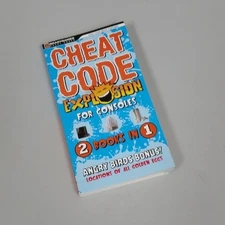 CHEAT
CODE
EXPLOSION
FOR CONSOLES
2 BOOKS IN 1
ANGRY BIRDS BONUS!
LOCATIONS OF ALL GOLDEN EGGS